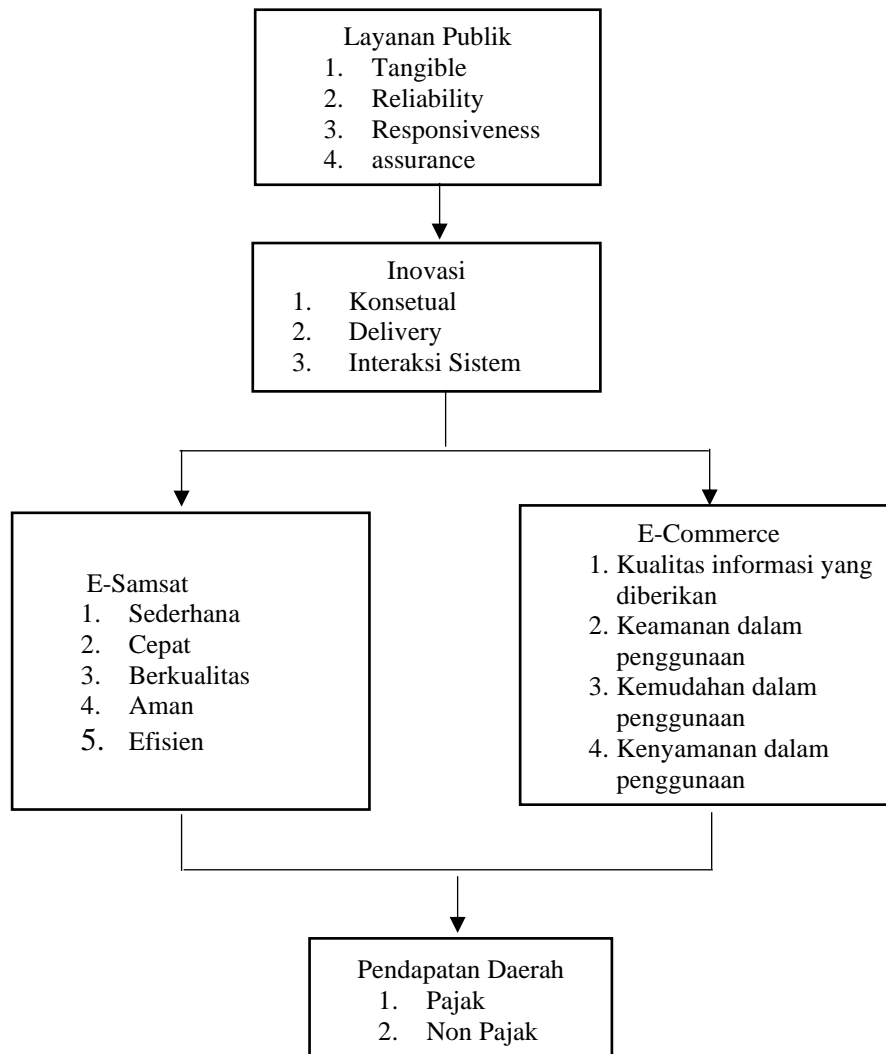 Layanan Publik
1. Tangible
2. Reliability
3. Responsiveness
4. assurance
Inovasi
1. Konsetual
2. Delivery
3. Interaksi Sistem
E-Samsat
1. Sederhana
2. Cepat
3. Berkualitas
4. Aman
5. Efisien
E-Commerce
1. Kualitas informasi yang
diberikan
2. Keamanan dalam
penggunaan
3. Kemudahan dalam
penggunaan
4. Kenyamanan dalam
penggunaan
Pendapatan Daerah
1. Pajak
2. Non Pajak